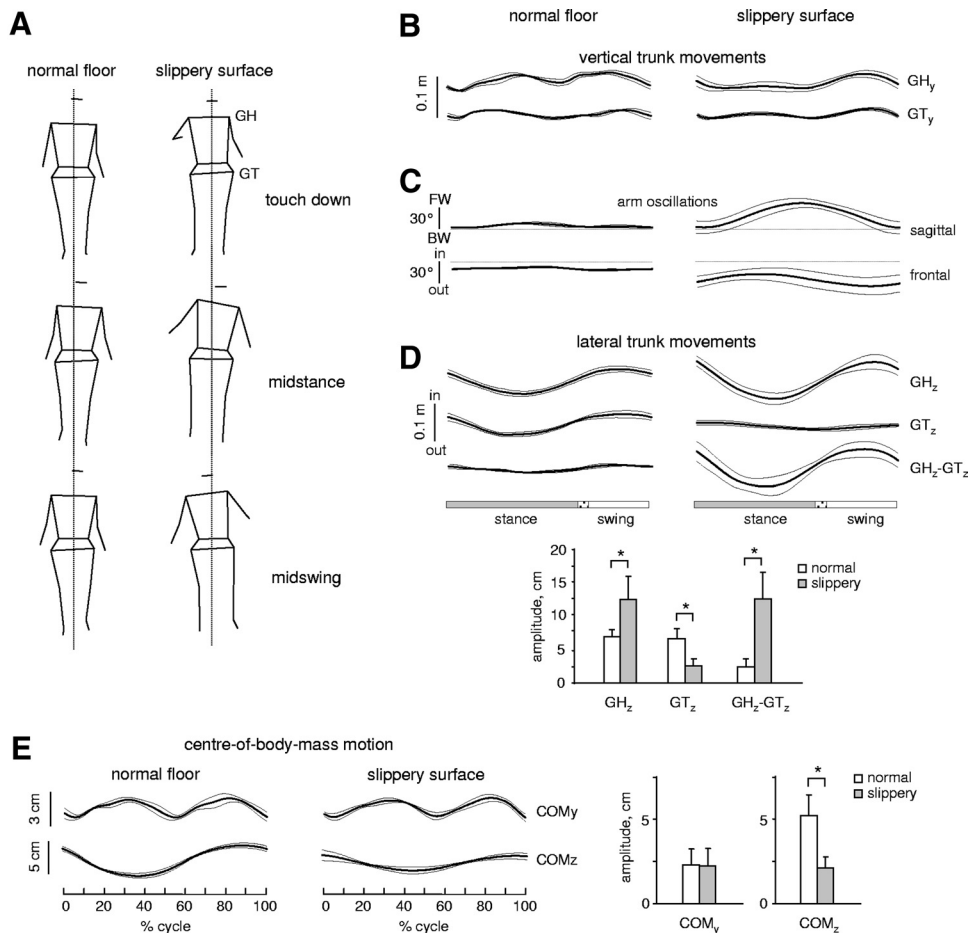 A
normal floor slippery surface
GH
GT
touch down
midstance
midswing
B
normal floor slippery surface
vertical trunk movements
0.1 m
GHy
GTy
C
arm oscillations
FW
30°
BW
in
30°
out
sagittal
frontal
D
lateral trunk movements
in
0.1 m
out
GHz
GTz
GHz-GTz
stance swing stance swing
amplitude, cm
20
15
10
5
0
* * *
normal
slippery
GHz GTz GHz-GTz
E
centre-of-body-mass motion
normal floor slippery surface
3 cm
COMy
5 cm
COMz
0 20 40 60 80 100 0 20 40 60 80 100
% cycle % cycle
amplitude, cm
5 5
*
normal
slippery
COMy COMz